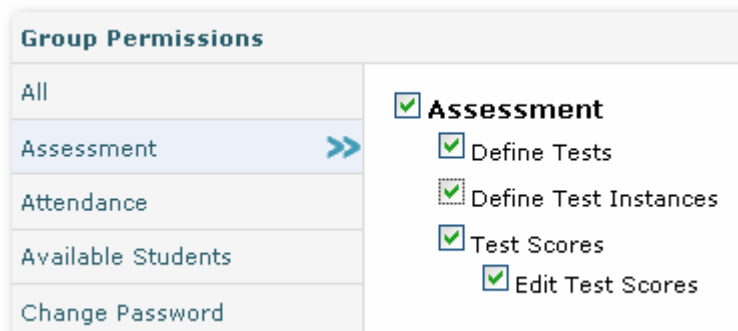 Group Permissions
All
Assessment
Attendance
Available Students
Change Password
Assessment
Define Tests
Define Test Instances
Test Scores
Edit Test Scores